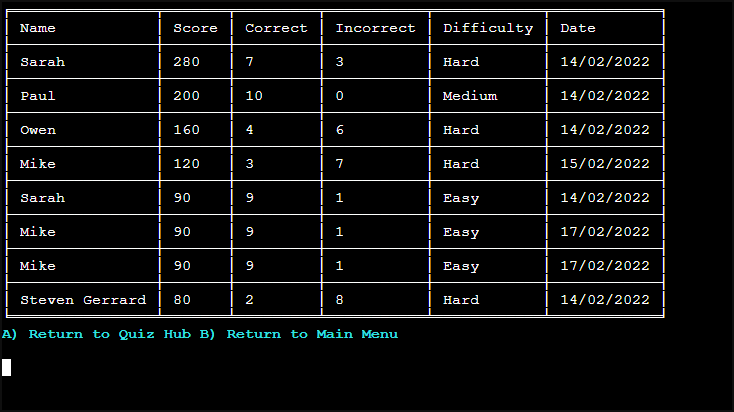 Name Score Correct Incorrect Difficulty Date
Sarah 280 7 3 Hard 14/02/2022
Paul 200 10 0 Medium 14/02/2022
Owen 160 4 6 Hard 14/02/2022
Mike 120 3 7 Hard 15/02/2022
Sarah 90 9 1 Easy 14/02/2022
Mike 90 9 1 Easy 17/02/2022
Mike 90 9 1 Easy 17/02/2022
Steven Gerrard 80 2 8 Hard 14/02/2022
A) Return to Quiz Hub B) Return to Main Menu